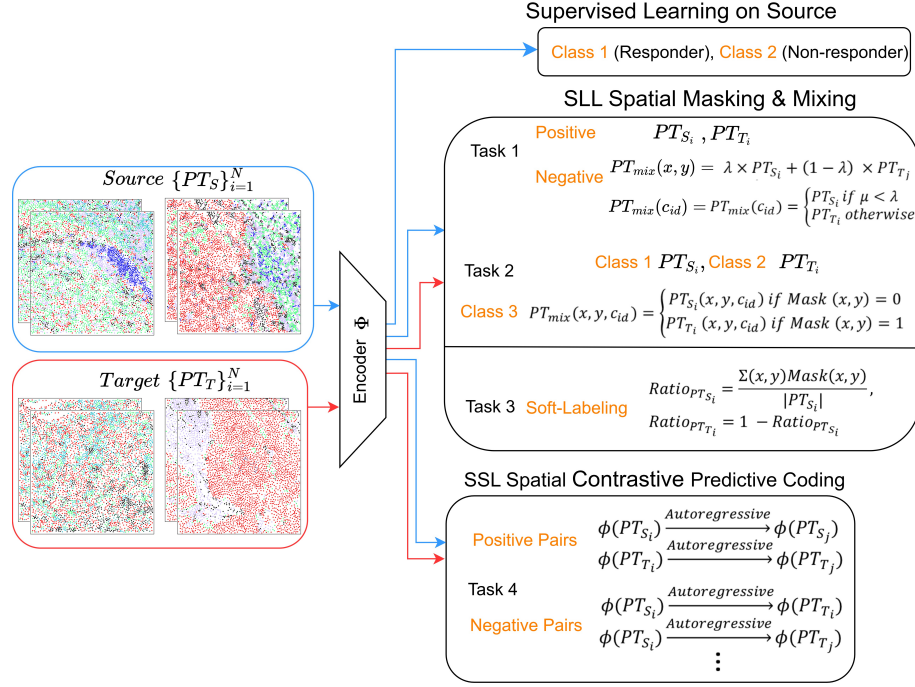 Supervised Learning on Source
Class 1 (Responder), Class 2 (Non-responder)
SLL Spatial Masking & Mixing
Task 1
Positive
PT_{S_i} , PT_{T_i}
Negative
PT_{mix}(x, y) = λ × PT_{S_i} + (1 − λ) × PT_{T_j}
PT_{mix}(c_{id}) = PT_{mix}(c_{id}) = {PT_{S_i} if μ < λ
PT_{T_i} otherwise
Task 2
Class 1 PT_{S_i}, Class 2 PT_{T_i}
Class 3
PT_{mix}(x, y, c_{id}) = {PT_{S_i}(x, y, c_{id}) if Mask (x, y) = 0
PT_{T_i} (x, y, c_{id}) if Mask (x, y) = 1
Task 3
Soft-Labeling
Ratio_{PT_{S_i}} = Σ(x, y)Mask(x, y)
|PT_{S_i}| ,
Ratio_{PT_{T_i}} = 1 − Ratio_{PT_{S_i}}
Source {PT_S}_{i=1}^N
Target {PT_T}_{i=1}^N
Encoder Φ
SSL Spatial Contrastive Predictive Coding
Task 4
Positive Pairs
ϕ(PT_{S_i}) Autoregressive → ϕ(PT_{S_j})
ϕ(PT_{T_i}) Autoregressive → ϕ(PT_{T_j})
Negative Pairs
ϕ(PT_{S_i}) Autoregressive → ϕ(PT_{T_i})
ϕ(PT_{S_i}) Autoregressive → ϕ(PT_{T_j})
⋮